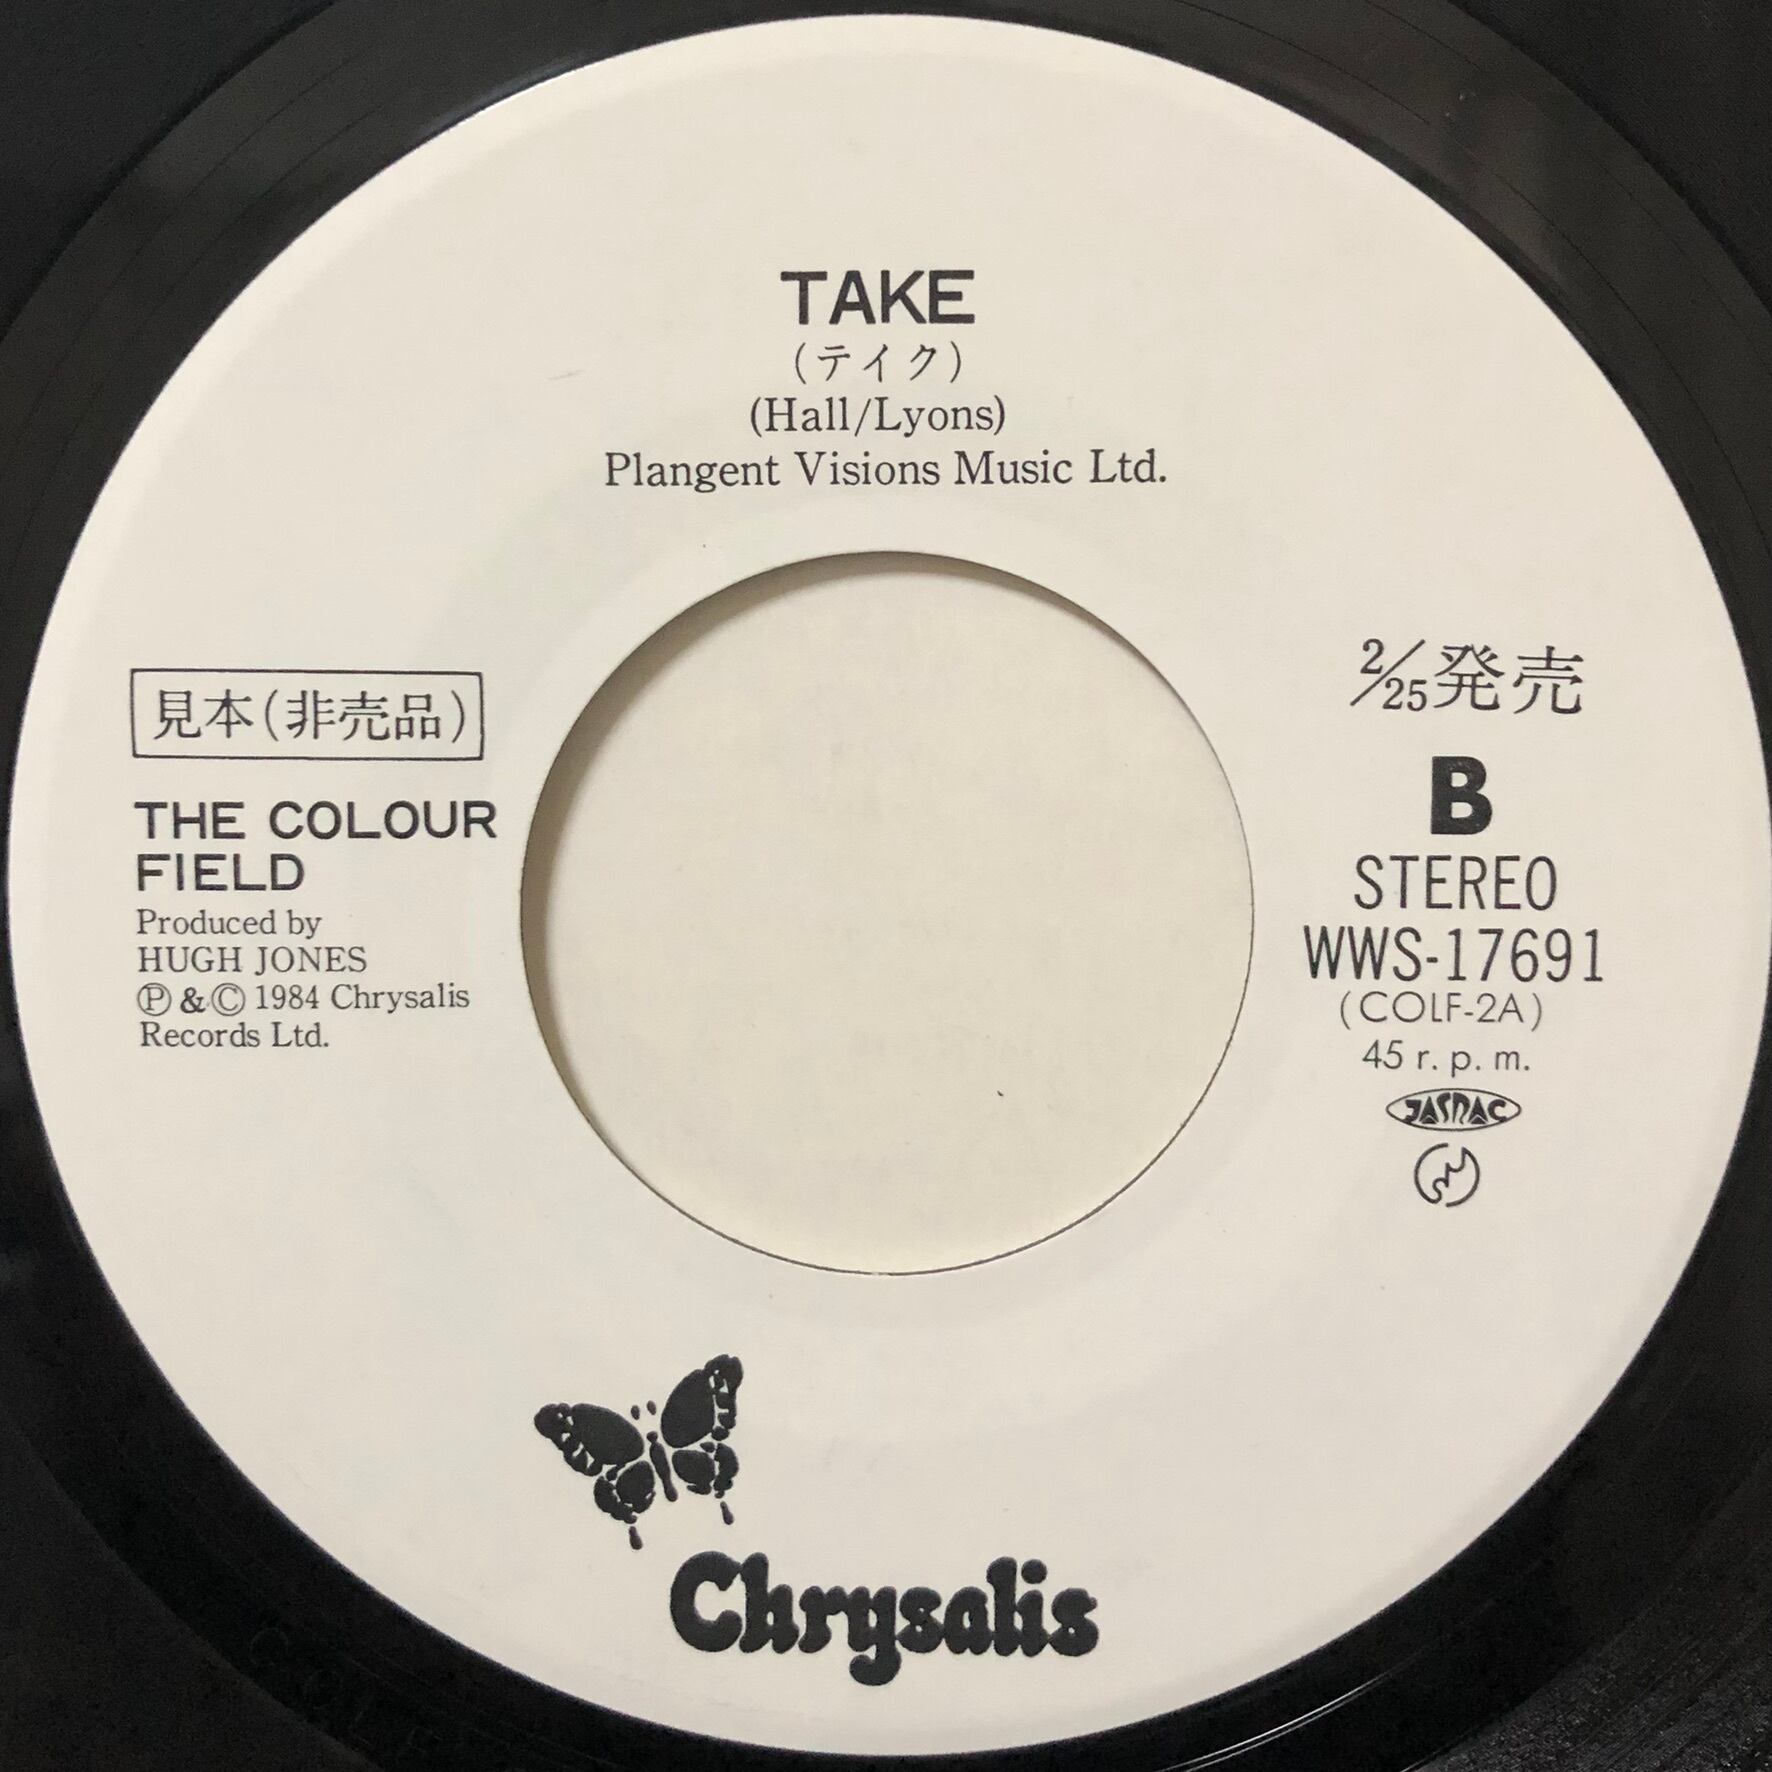 TAKE
(テイク)
(Hall/Lyons)
Plangent Visions Music Ltd.
見本(非売品)
THE COLOUR
FIELD
Produced by
HUGH JONES
Ⓟ&© 1984 Chrysalis
Records Ltd.
2/25発売
B
STEREO
WWS-17691
(COLF-2A)
45 r. p. m.
JASRAC
Chrysalis